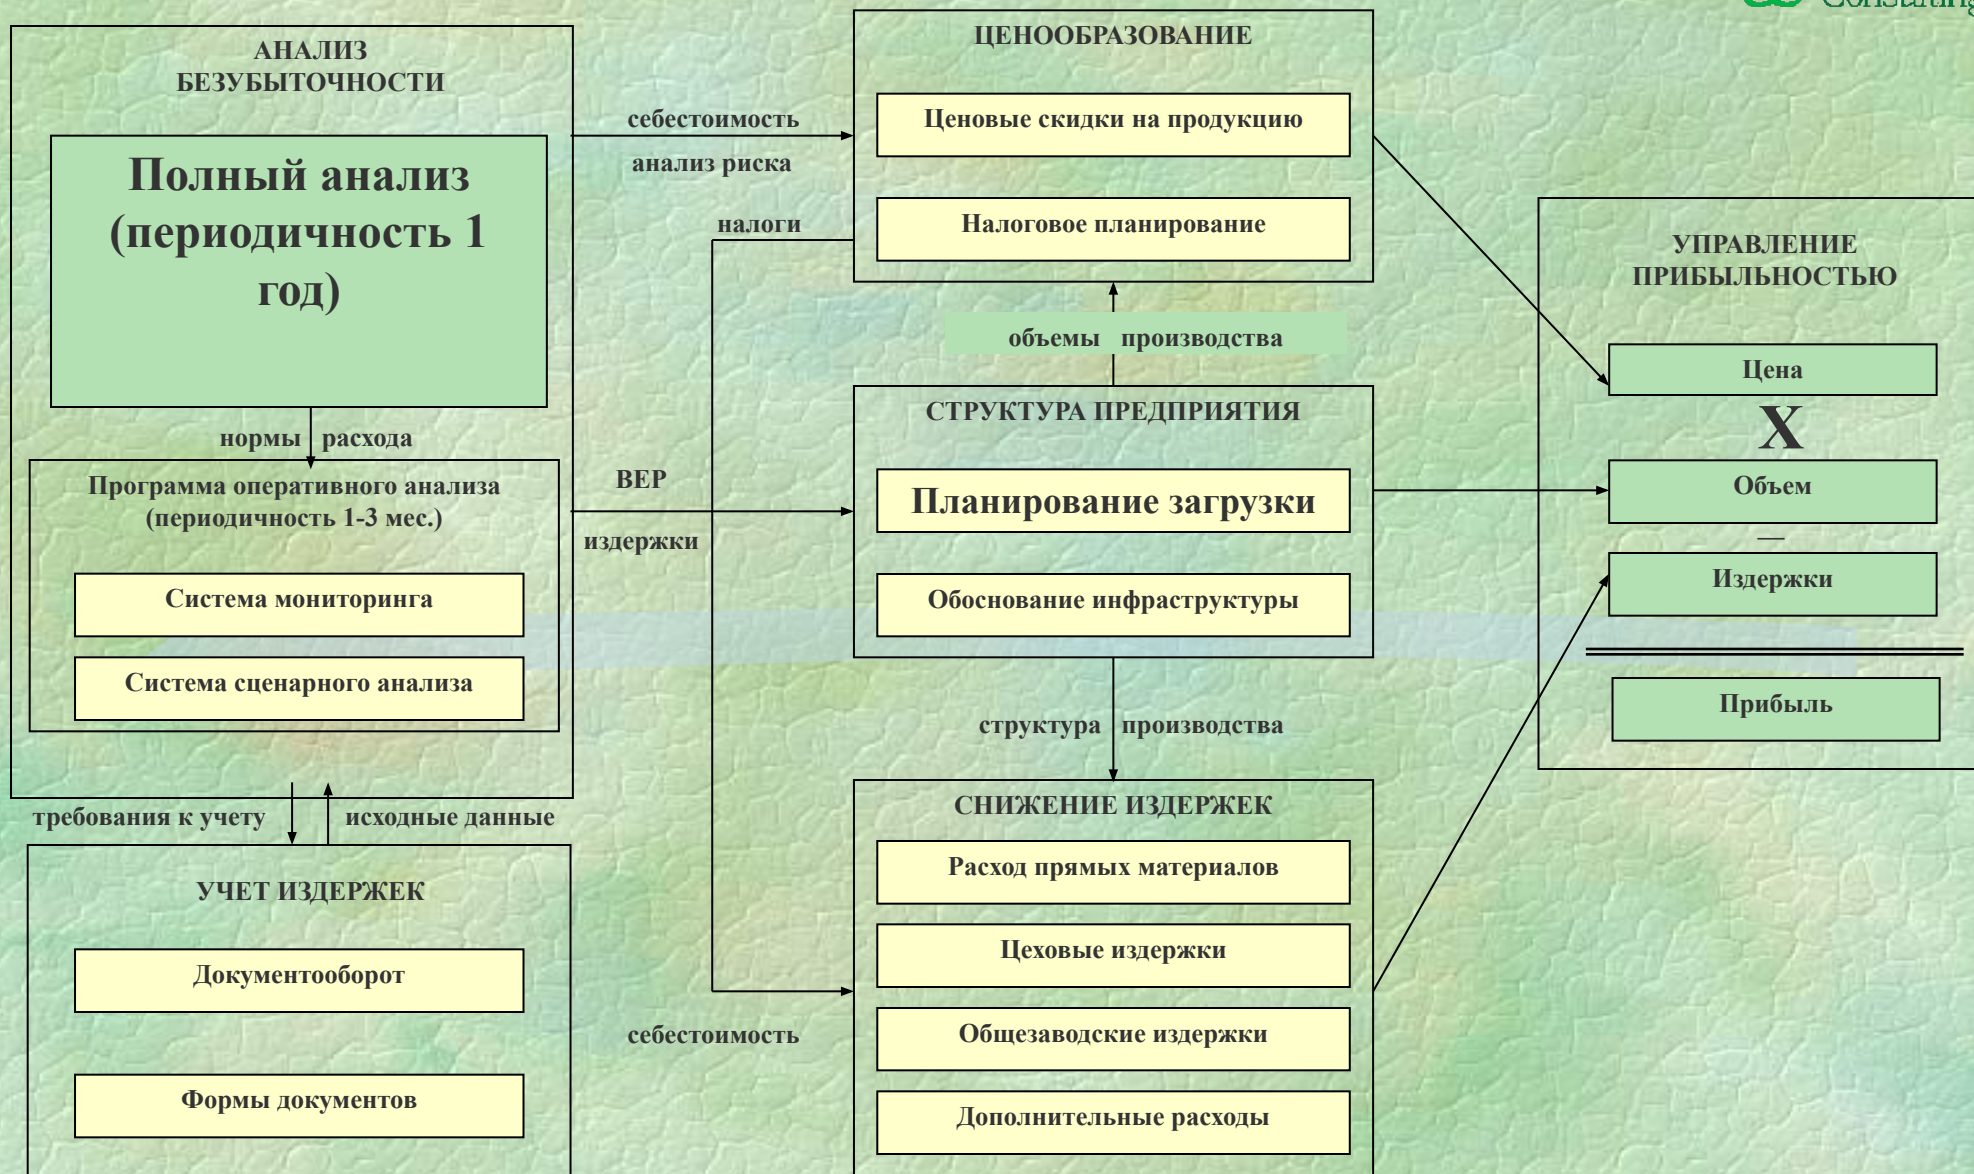 Consulting
АНАЛИЗ
БЕЗУБЫТОЧНОСТИ
Полный анализ
(периодичность 1
год)
нормы расхода
Программа оперативного анализа
(периодичность 1-3 мес.)
Система мониторинга
Система сценарного анализа
требования к учету исходные данные
УЧЕТ ИЗДЕРЖЕК
Документооборот
Формы документов
себестоимость
анализ риска
налоги
ВЕР
издержки
себестоимость
ЦЕНООБРАЗОВАНИЕ
Ценовые скидки на продукцию
Налоговое планирование
объемы производства
СТРУКТУРА ПРЕДПРИЯТИЯ
Планирование загрузки
Обоснование инфраструктуры
структура производства
СНИЖЕНИЕ ИЗДЕРЖЕК
Расход прямых материалов
Цеховые издержки
Общезаводские издержки
Дополнительные расходы
УПРАВЛЕНИЕ
ПРИБЫЛЬНОСТЬЮ
Цена
X
Объем
—
Издержки
Прибыль